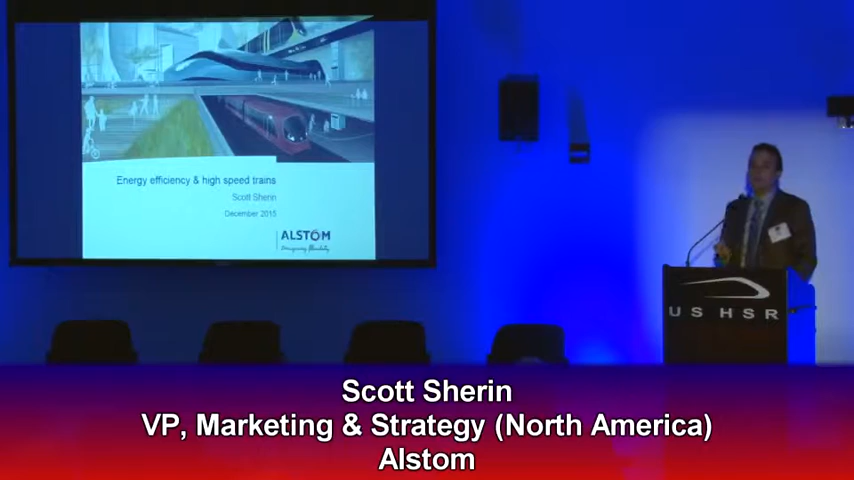 Energy efficiency & high speed trains
Scott Sherin
December 2015
ALSTOM
US HSR
Scott Sherin
VP, Marketing & Strategy (North America)
Alstom